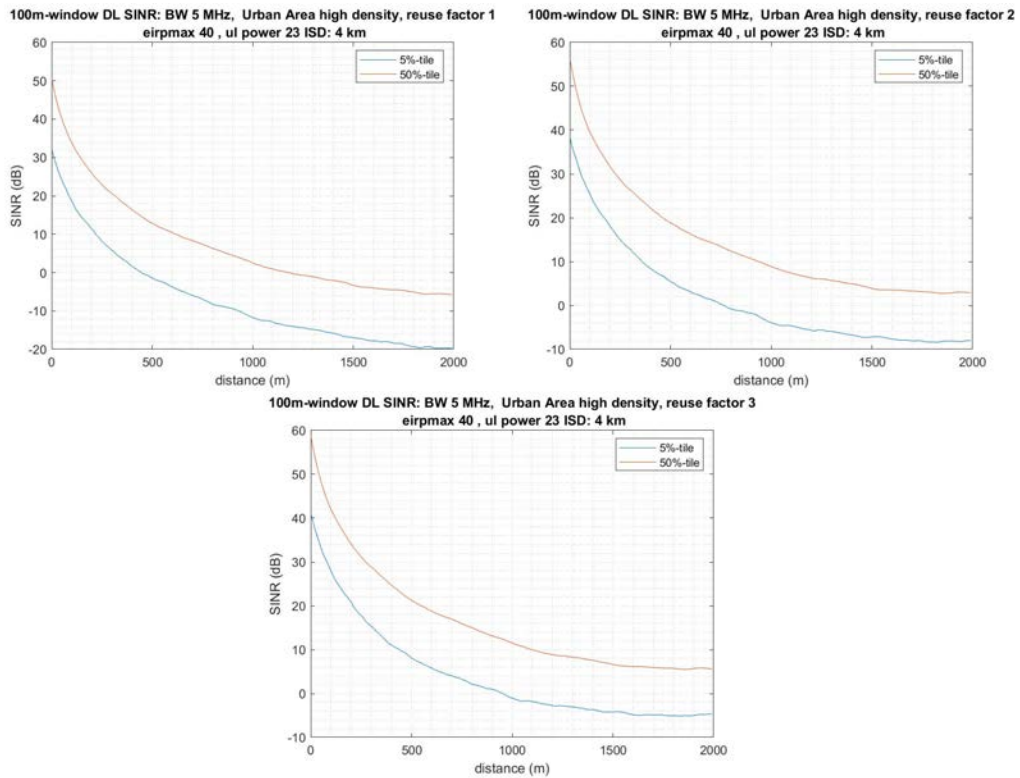 100m-window DL SINR: BW 5 MHz, Urban Area high density, reuse factor 1
eirpmax 40 , ul power 23 ISD: 4 km
5%-tile
50%-tile
60
50
40
30
20
10
0
-10
-20
SINR (dB)
0
500
1000
1500
2000
distance (m)
100m-window DL SINR: BW 5 MHz, Urban Area high density, reuse factor 2
eirpmax 40 , ul power 23 ISD: 4 km
5%-tile
50%-tile
60
50
40
30
20
10
0
-10
SINR (dB)
0
500
1000
1500
2000
distance (m)
100m-window DL SINR: BW 5 MHz, Urban Area high density, reuse factor 3
eirpmax 40 , ul power 23 ISD: 4 km
5%-tile
50%-tile
60
50
40
30
20
10
0
-10
SINR (dB)
0
500
1000
1500
2000
distance (m)